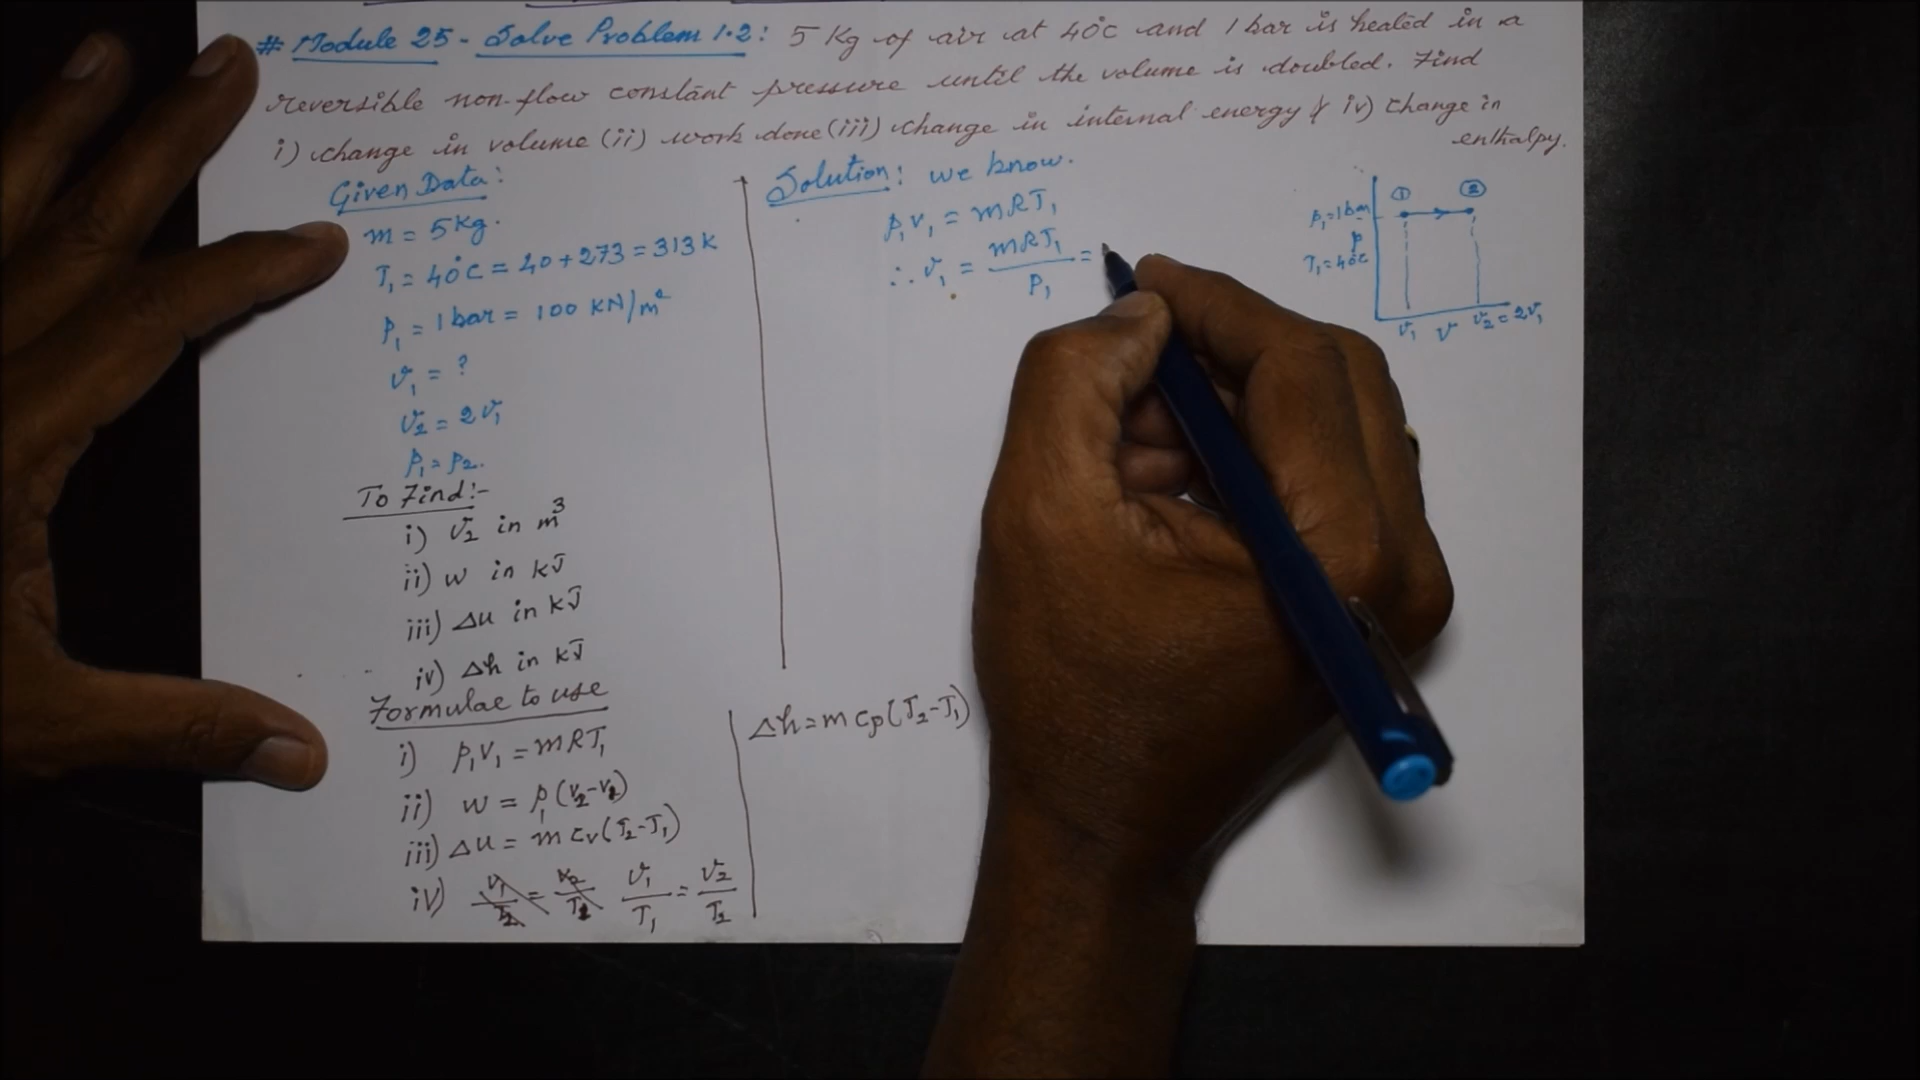 # Module 25 - Solve Problem 1.2: 5 Kg of air at 40°C and 1 bar is heated in a
reversible non-flow constant pressure until the volume is doubled. Find
i) change in volume (ii) work done (iii) change in internal energy & iv) change in
enthalpy.
Given Data:
m = 5 Kg.
T₁ = 40°C = 40 + 273 = 313 K
P₁ = 1 bar = 100 KN/m²
V₁ = ?
V₂ = 2V₁
P₁ = P₂.
To Find:-
i) V₂ in m³
ii) W in kJ
iii) ΔU in kJ
iv) Δh in kJ
Formulae to use
i) P₁V₁ = mRT₁
ii) W = P₁(V₂-V₂)
iii) ΔU = m Cv(T₂-T₁)
iv) V₁/T₁ = V₂/T₂
Δh = m Cp(T₂-T₁)
Solution: we know.
P₁V₁ = mRT₁
∴ V₁ = mRT₁/P₁ =
① ②
P₁=1bar
P
T₁=40°C
V₁ V V₂=2V₁